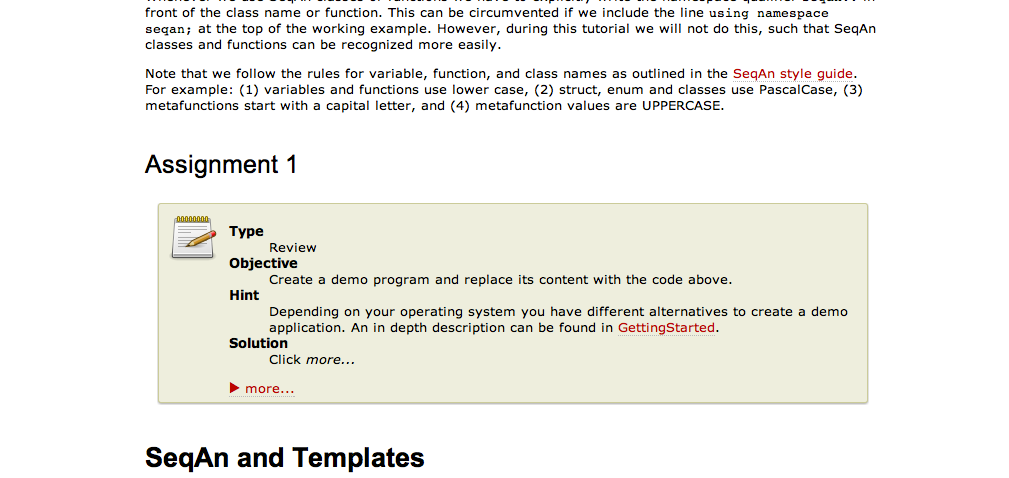 front of the class name or function. This can be circumvented if we include the line using namespace
seqan; at the top of the working example. However, during this tutorial we will not do this, such that SeqAn
classes and functions can be recognized more easily.
Note that we follow the rules for variable, function, and class names as outlined in the SeqAn style guide.
For example: (1) variables and functions use lower case, (2) struct, enum and classes use PascalCase, (3)
metafunctions start with a capital letter, and (4) metafunction values are UPPERCASE.
Assignment 1
Type
Review
Objective
Create a demo program and replace its content with the code above.
Hint
Depending on your operating system you have different alternatives to create a demo
application. An in depth description can be found in GettingStarted.
Solution
Click more...
more...
SeqAn and Templates